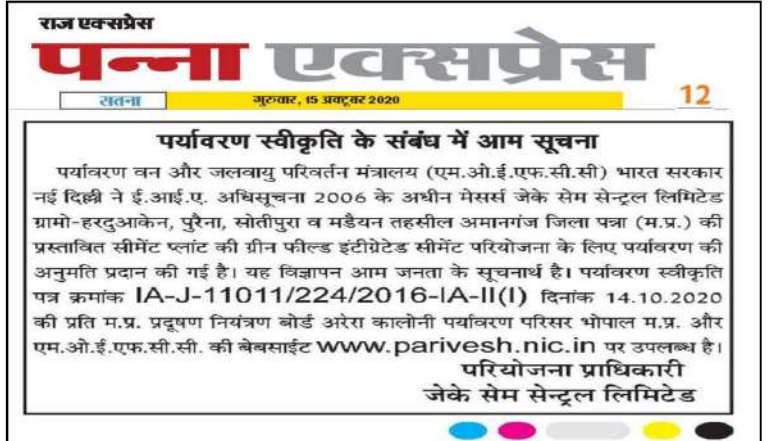 राज एक्सप्रेस
पन्ना एक्सप्रेस
सतना
गुरुवार, 15 अक्टूबर 2020
12
पर्यावरण स्वीकृति के संबंध में आम सूचना
पर्यावरण वन और जलवायु परिवर्तन मंत्रालय (एम.ओ.ई.एफ.सी.सी) भारत सरकार
नई दिल्ली ने ई.आई.ए. अधिसूचना 2006 के अधीन मेसर्स जेके सेम सेन्ट्रल लिमिटेड
ग्रामो-हरदुआकेन, पुरैना, सोतीपुरा व मडैयन तहसील अमानगंज जिला पन्ना (म.प्र.) की
प्रस्तावित सीमेंट प्लांट की ग्रीन फील्ड इंटीग्रेटेड सीमेंट परियोजना के लिए पर्यावरण की
अनुमति प्रदान की गई है। यह विज्ञापन आम जनता के सूचनार्थ है। पर्यावरण स्वीकृति
पत्र क्रमांक IA-J-11011/224/2016-IA-II(I) दिनांक 14.10.2020
की प्रति म.प्र. प्रदूषण नियंत्रण बोर्ड अरेरा कालोनी पर्यावरण परिसर भोपाल म.प्र. और
एम.ओ.ई.एफ.सी.सी. की बेबसाईट www.parivesh.nic.in पर उपलब्ध है।
परियोजना प्राधिकारी
जेके सेम सेन्ट्रल लिमिटेड